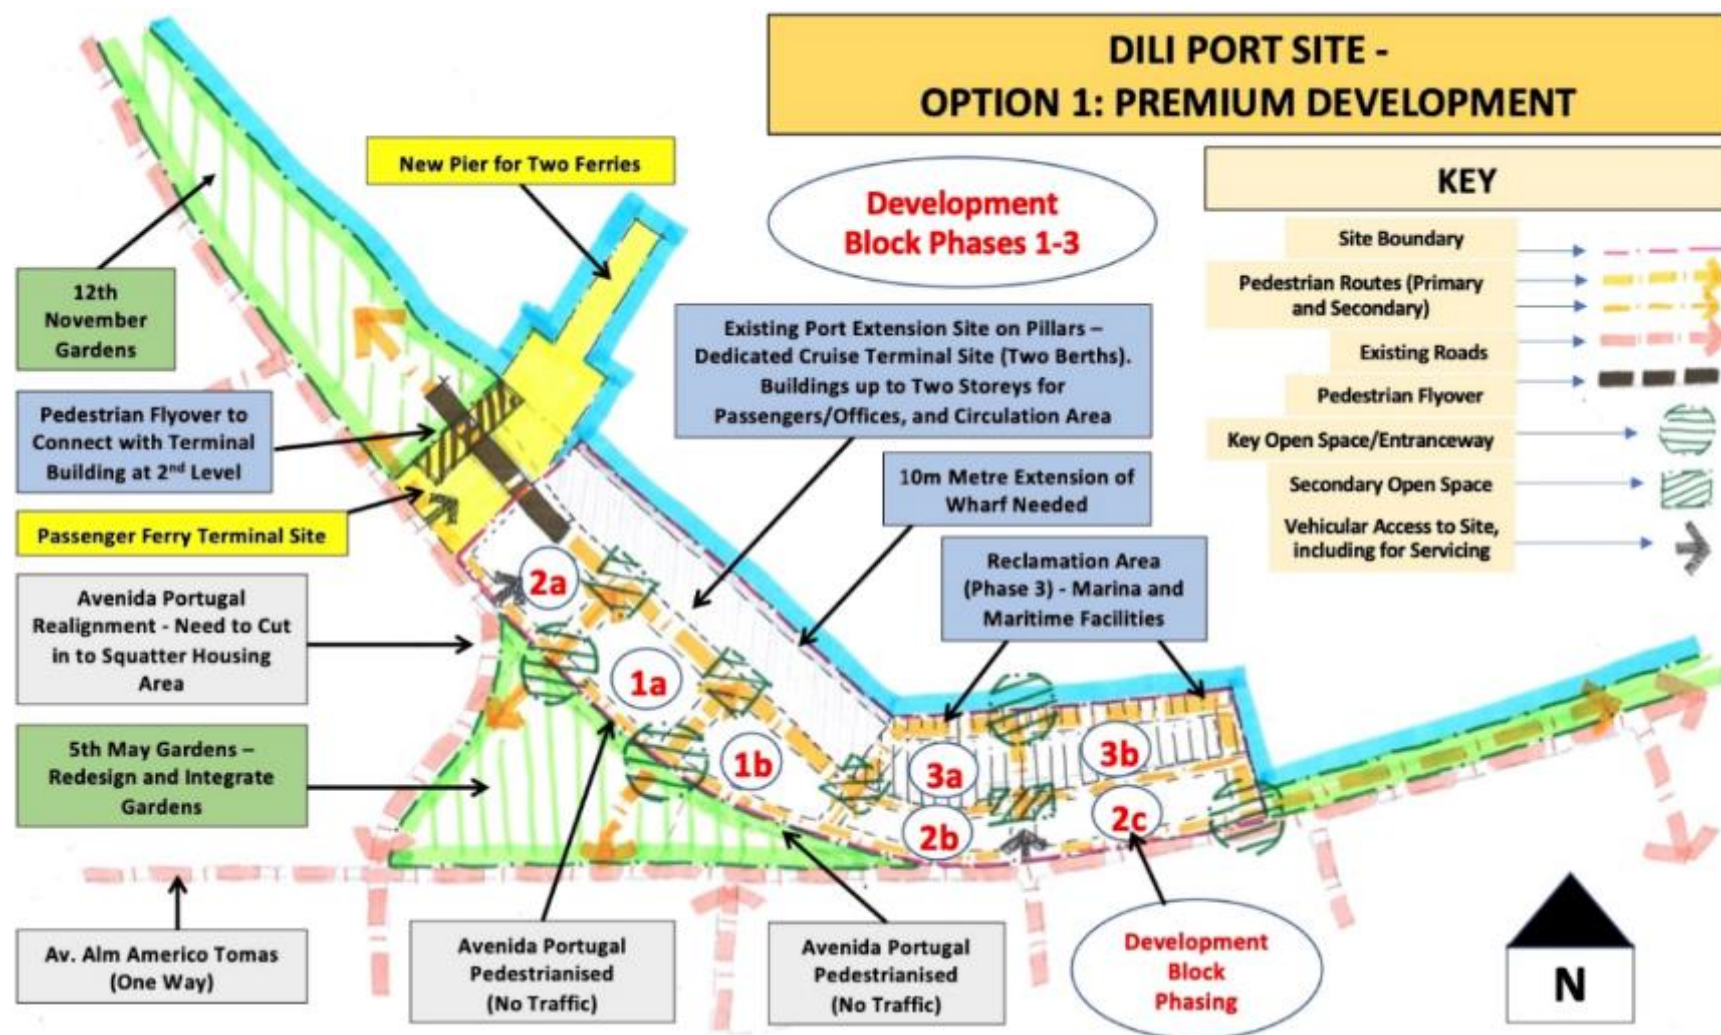 DILI PORT SITE -
OPTION 1: PREMIUM DEVELOPMENT
New Pier for Two Ferries
Development
Block Phases 1-3
KEY
Site Boundary
Pedestrian Routes (Primary
and Secondary)
Existing Roads
Pedestrian Flyover
Key Open Space/Entranceway
Secondary Open Space
Vehicular Access to Site,
including for Servicing
12th
November
Gardens
Existing Port Extension Site on Pillars –
Dedicated Cruise Terminal Site (Two Berths).
Buildings up to Two Storeys for
Passengers/Offices, and Circulation Area
Pedestrian Flyover to
Connect with Terminal
Building at 2nd Level
10m Metre Extension of
Wharf Needed
Passenger Ferry Terminal Site
Reclamation Area
(Phase 3) - Marina and
Maritime Facilities
Avenida Portugal
Realignment - Need to Cut
in to Squatter Housing
Area
2a
1a
1b
3a
3b
2b
2c
5th May Gardens –
Redesign and Integrate
Gardens
Av. Alm Americo Tomas
(One Way)
Avenida Portugal
Pedestrianised
(No Traffic)
Avenida Portugal
Pedestrianised
(No Traffic)
Development
Block
Phasing
N